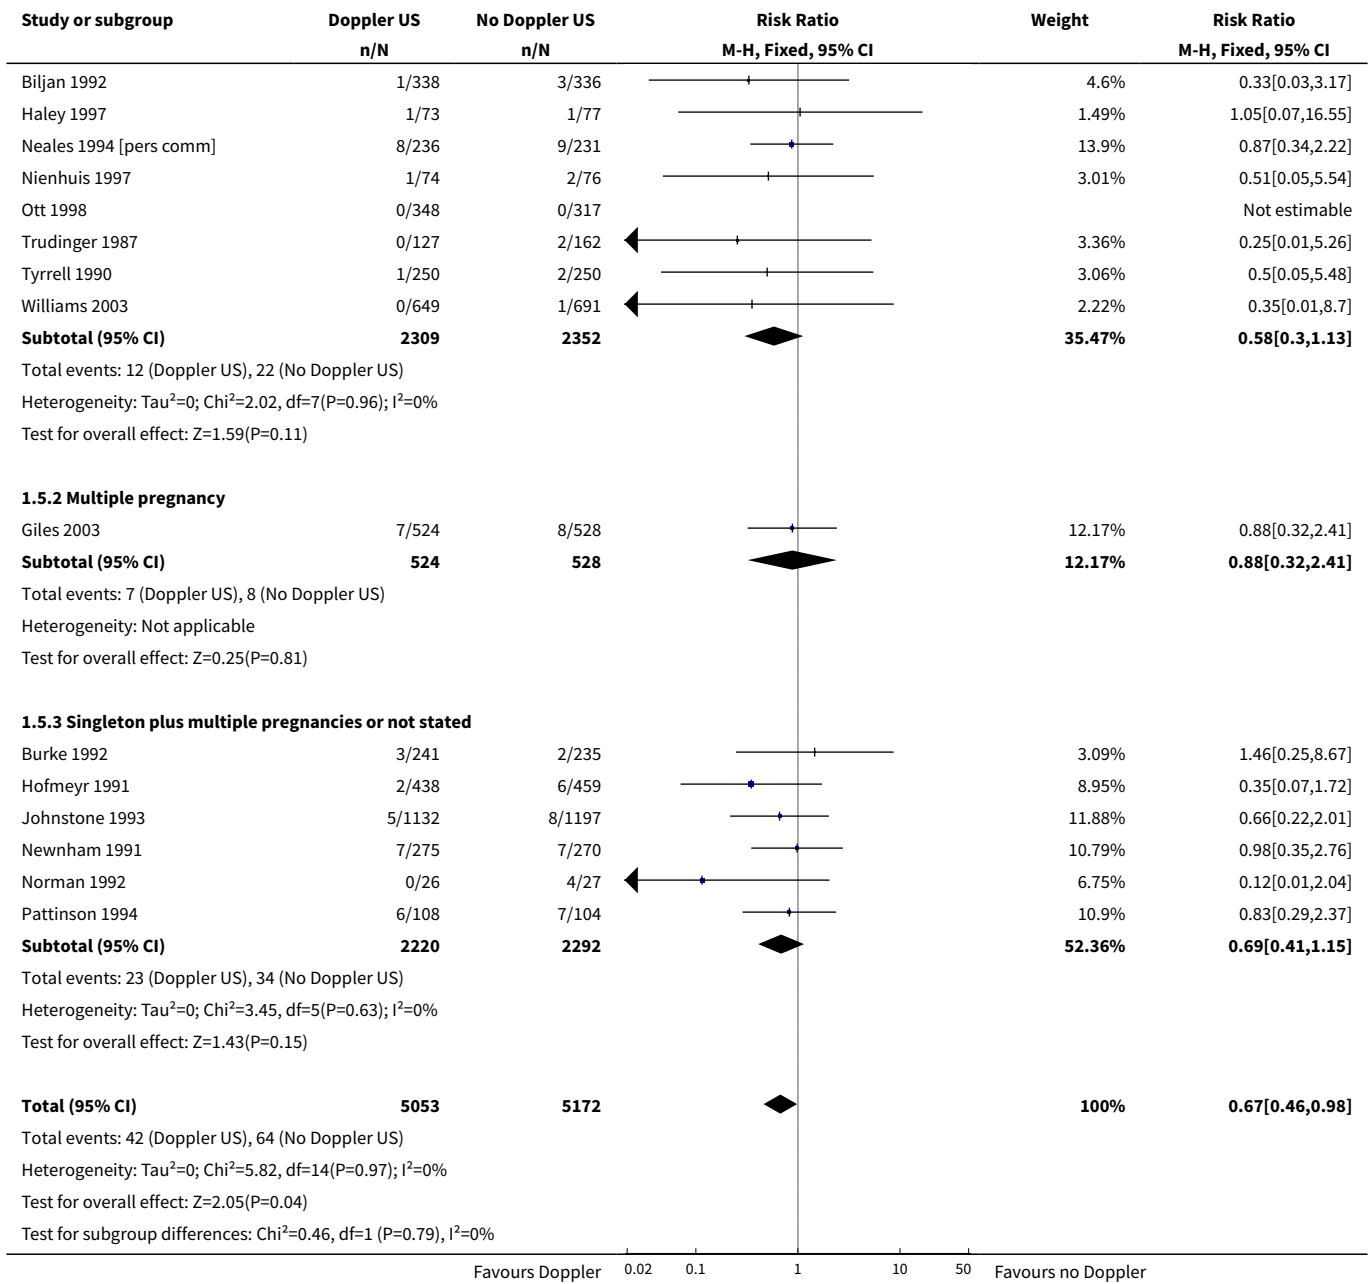 Study or subgroup Doppler US No Doppler US Risk Ratio Weight Risk Ratio
n/N n/N M-H, Fixed, 95% CI M-H, Fixed, 95% CI
Biljan 1992 1/338 3/336 4.6% 0.33[0.03,3.17]
Haley 1997 1/73 1/77 1.49% 1.05[0.07,16.55]
Neales 1994 [pers comm] 8/236 9/231 13.9% 0.87[0.34,2.22]
Nienhuis 1997 1/74 2/76 3.01% 0.51[0.05,5.54]
Ott 1998 0/348 0/317 Not estimable
Trudinger 1987 0/127 2/162 3.36% 0.25[0.01,5.26]
Tyrrell 1990 1/250 2/250 3.06% 0.5[0.05,5.48]
Williams 2003 0/649 1/691 2.22% 0.35[0.01,8.7]
Subtotal (95% CI) 2309 2352 35.47% 0.58[0.3,1.13]
Total events: 12 (Doppler US), 22 (No Doppler US)
Heterogeneity: Tau²=0; Chi²=2.02, df=7(P=0.96); I²=0%
Test for overall effect: Z=1.59(P=0.11)
1.5.2 Multiple pregnancy
Giles 2003 7/524 8/528 12.17% 0.88[0.32,2.41]
Subtotal (95% CI) 524 528 12.17% 0.88[0.32,2.41]
Total events: 7 (Doppler US), 8 (No Doppler US)
Heterogeneity: Not applicable
Test for overall effect: Z=0.25(P=0.81)
1.5.3 Singleton plus multiple pregnancies or not stated
Burke 1992 3/241 2/235 3.09% 1.46[0.25,8.67]
Hofmeyr 1991 2/438 6/459 8.95% 0.35[0.07,1.72]
Johnstone 1993 5/1132 8/1197 11.88% 0.66[0.22,2.01]
Newnham 1991 7/275 7/270 10.79% 0.98[0.35,2.76]
Norman 1992 0/26 4/27 6.75% 0.12[0.01,2.04]
Pattinson 1994 6/108 7/104 10.9% 0.83[0.29,2.37]
Subtotal (95% CI) 2220 2292 52.36% 0.69[0.41,1.15]
Total events: 23 (Doppler US), 34 (No Doppler US)
Heterogeneity: Tau²=0; Chi²=3.45, df=5(P=0.63); I²=0%
Test for overall effect: Z=1.43(P=0.15)
Total (95% CI) 5053 5172 100% 0.67[0.46,0.98]
Total events: 42 (Doppler US), 64 (No Doppler US)
Heterogeneity: Tau²=0; Chi²=5.82, df=14(P=0.97); I²=0%
Test for overall effect: Z=2.05(P=0.04)
Test for subgroup differences: Chi²=0.46, df=1 (P=0.79), I²=0%
Favours Doppler 0.02 0.1 1 10 50 Favours no Doppler